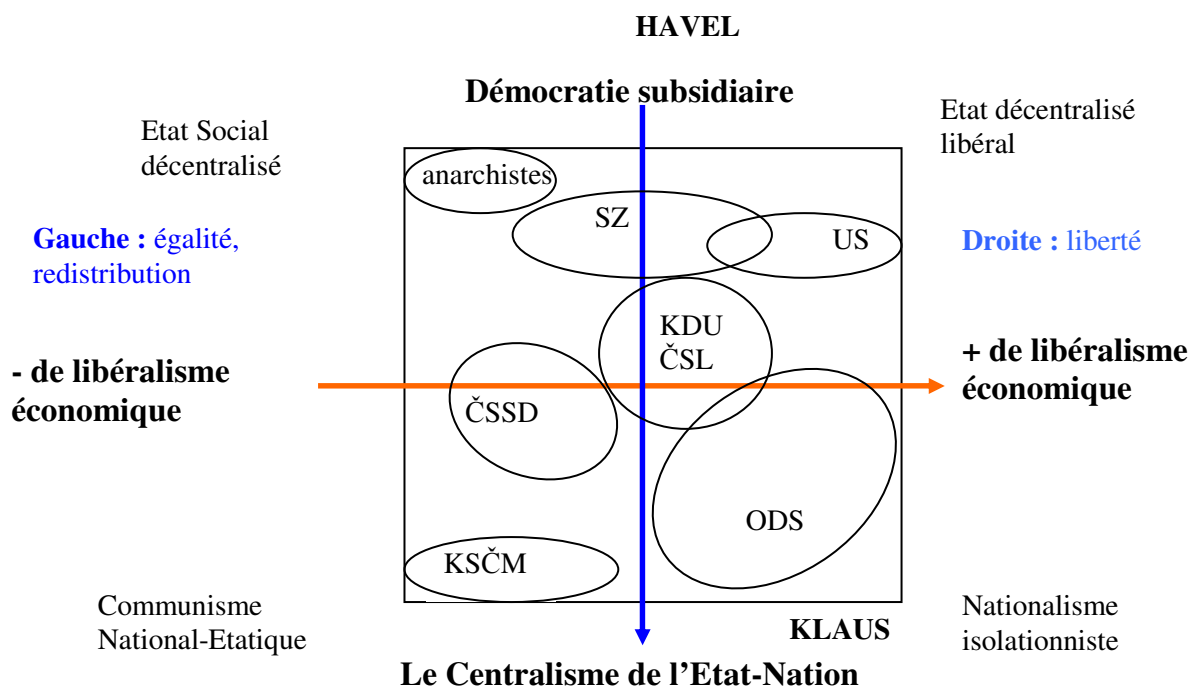 HAVEL
Démocratie subsidiaire
Etat Social
décentralisé
Etat décentralisé
libéral
anarchistes
SZ
US
Gauche : égalité,
redistribution
Droite : liberté
KDU
ČSL
- de libéralisme
économique
+ de libéralisme
économique
ČSSD
ODS
KSČM
Communisme
National-Etatique
KLAUS
Nationalisme
isolationniste
Le Centralisme de l'Etat-Nation